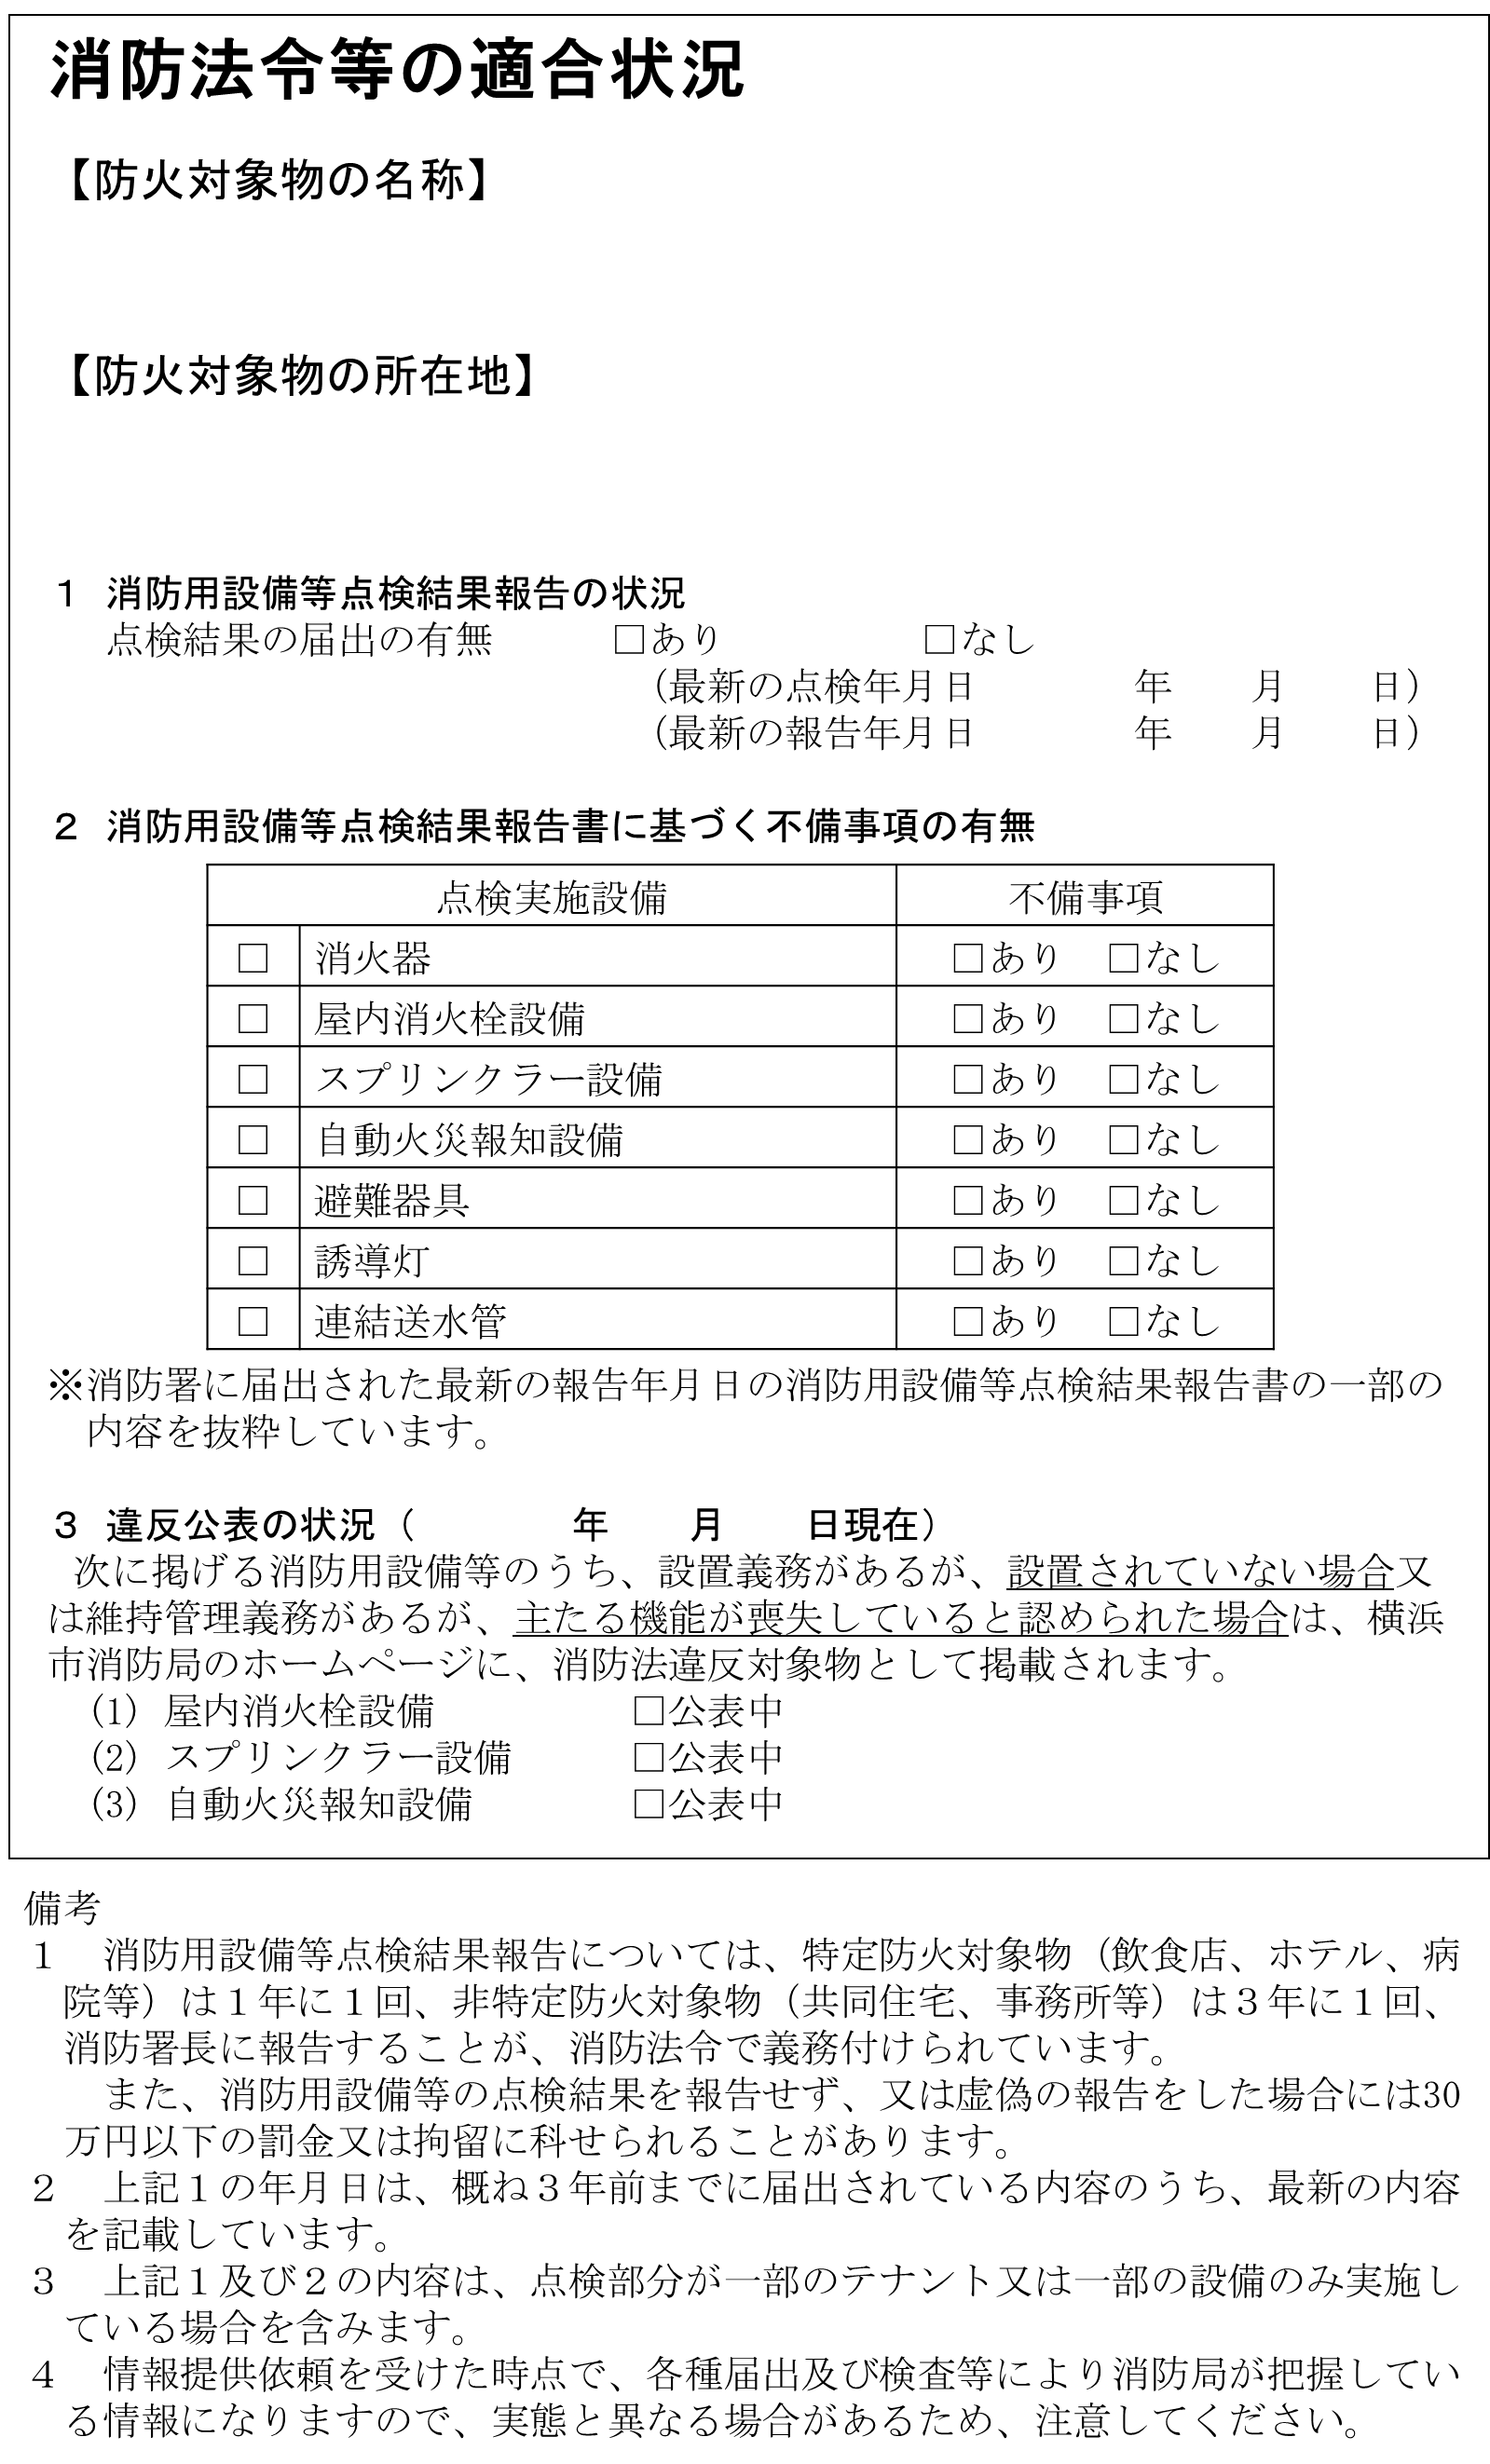 消防法令等の適合状況
【防火対象物の名称】
【防火対象物の所在地】
１　消防用設備等点検結果報告の状況
点検結果の届出の有無　　　□あり　　　　　□なし
（最新の点検年月日　　　　年　　月　　日）
（最新の報告年月日　　　　年　　月　　日）
２　消防用設備等点検結果報告書に基づく不備事項の有無
点検実施設備　不備事項
□　消火器　□あり　□なし
□　屋内消火栓設備　□あり　□なし
□　スプリンクラー設備　□あり　□なし
□　自動火災報知設備　□あり　□なし
□　避難器具　□あり　□なし
□　誘導灯　□あり　□なし
□　連結送水管　□あり　□なし
※消防署に届出された最新の報告年月日の消防用設備等点検結果報告書の一部の
内容を抜粋しています。
３　違反公表の状況（　　　　年　　月　　日現在）
次に掲げる消防用設備等のうち、設置義務があるが、設置されていない場合又
は維持管理義務があるが、主たる機能が喪失していると認められた場合は、横浜
市消防局のホームページに、消防法違反対象物として掲載されます。
(1)　屋内消火栓設備　　　　　□公表中
(2)　スプリンクラー設備　　　□公表中
(3)　自動火災報知設備　　　　□公表中
備考
１　消防用設備等点検結果報告については、特定防火対象物（飲食店、ホテル、病
院等）は１年に１回、非特定防火対象物（共同住宅、事務所等）は３年に１回、
消防署長に報告することが、消防法令で義務付けられています。
また、消防用設備等の点検結果を報告せず、又は虚偽の報告をした場合には30
万円以下の罰金又は拘留に科せられることがあります。
２　上記１の年月日は、概ね３年前までに届出されている内容のうち、最新の内容
を記載しています。
３　上記１及び２の内容は、点検部分が一部のテナント又は一部の設備のみ実施し
ている場合を含みます。
４　情報提供依頼を受けた時点で、各種届出及び検査等により消防局が把握してい
る情報になりますので、実態と異なる場合があるため、注意してください。